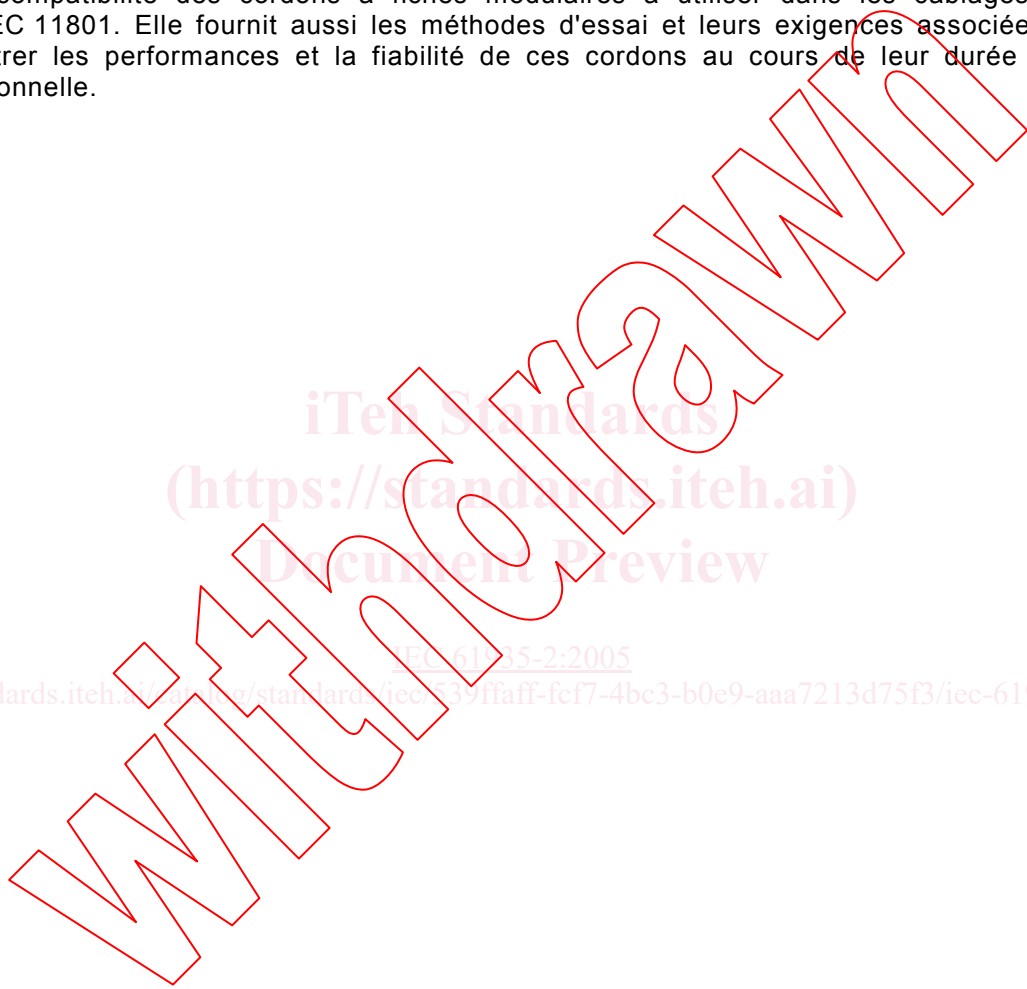 compatibilité des cordons à fiches modulaires à utiliser dans les câblages
EC 11801. Elle fournit aussi les méthodes d'essai et leurs exigences associée
trer les performances et la fiabilité de ces cordons au cours de leur durée
onnelle.
iTeh Standards
(https://standards.iteh.ai)
Document Preview
IEC 61935-2:2005
dards.iteh.ai/catalog/standards/iec/539ffaff-fcf7-4bc3-b0e9-aaa7213d75f3/iec-619
withdrawn